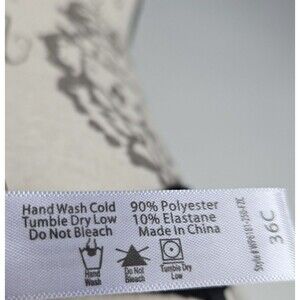 Hand Wash Cold
Tumble Dry Low
Do Not Bleach
90% Polyester
10% Elastane
Made in China
Hand
Wash
Do Not
Bleach
Tumble Dry
Low
36C